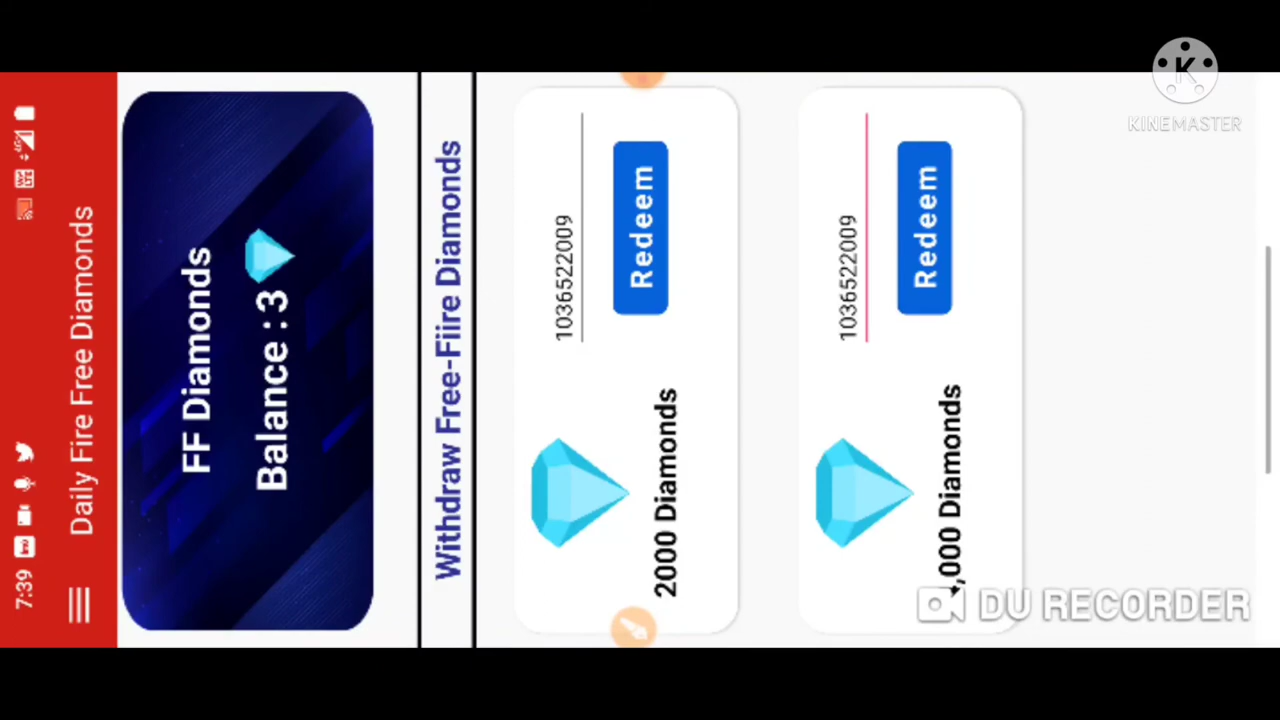 7:39
Daily Fire Free Diamonds
FF Diamonds
Balance : 3
Withdraw Free-Fiire Diamonds
1036522009
Redeem
2000 Diamonds
1036522009
Redeem
,000 Diamonds
KINEMASTER
DU RECORDER